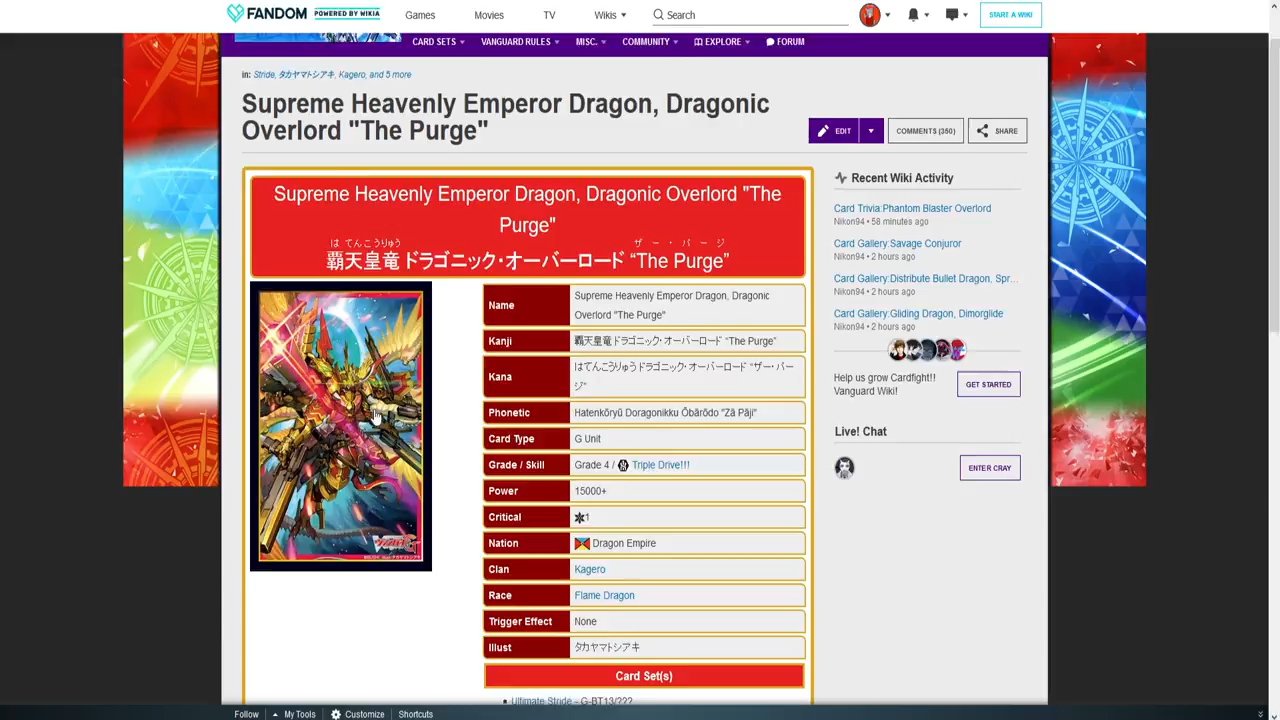 FANDOM POWERED BY WIKIA Games Movies TV Wikis Search START A WIKI
CARD SETS VANGUARD RULES MISC. COMMUNITY EXPLORE FORUM
in: Stride, タカヤマトシアキ, Kagero, and 5 more
Supreme Heavenly Emperor Dragon, Dragonic
Overlord "The Purge"
EDIT COMMENTS (350) SHARE
Supreme Heavenly Emperor Dragon, Dragonic Overlord "The
Purge"
は てんこうりゅう ザー・パージ
覇天皇竜 ドラゴニック・オーバーロード “The Purge”
Name Supreme Heavenly Emperor Dragon, Dragonic
Overlord "The Purge"
Kanji 覇天皇竜 ドラゴニック・オーバーロード “The Purge”
Kana はてんこうりゅう ドラゴニック・オーバーロード “ザー・パー
ジ”
Phonetic Hatenkōryū Doragonikku Ōbārōdo "Zā Pāji"
Card Type G Unit
Grade / Skill Grade 4 / Triple Drive!!!
Power 15000+
Critical 1
Nation Dragon Empire
Clan Kagero
Race Flame Dragon
Trigger Effect None
Illust タカヤマトシアキ
Card Set(s)
Ultimate Stride - G-BT13/???
Recent Wiki Activity
Card Trivia:Phantom Blaster Overlord
Nikon94 • 58 minutes ago
Card Gallery:Savage Conjuror
Nikon94 • 2 hours ago
Card Gallery:Distribute Bullet Dragon, Spr...
Nikon94 • 2 hours ago
Card Gallery:Gliding Dragon, Dimorglide
Nikon94 • 2 hours ago
Help us grow Cardfight!!
Vanguard Wiki!
GET STARTED
Live! Chat
ENTER CRAY
Follow My Tools Customize Shortcuts